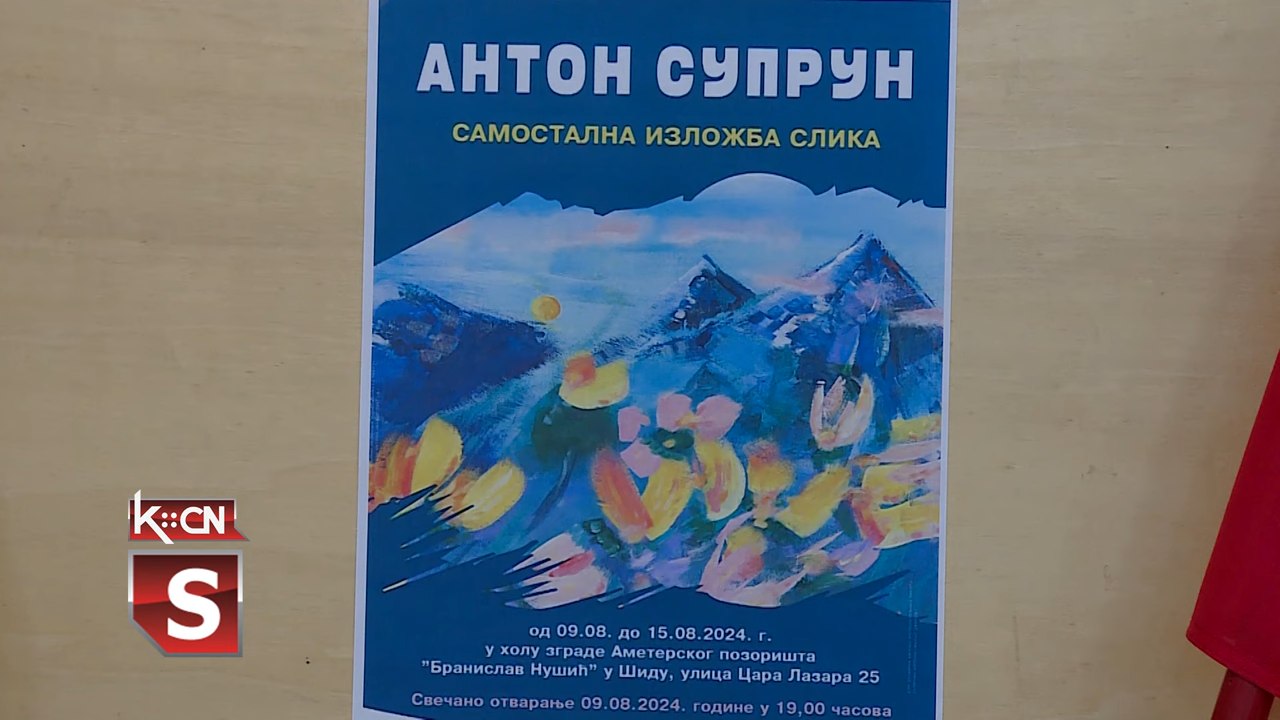 АНТОН СУПРУН
САМОСТАЛНА ИЗЛОЖБА СЛИКА
од 09.08. до 15.08.2024. г.
у холу зграде Аметерског позоришта
”Бранислав Нушић” у Шиду, улица Цара Лазара 25
Свечано отварање 09.08.2024. године у 19,00 часова
K::CN
S